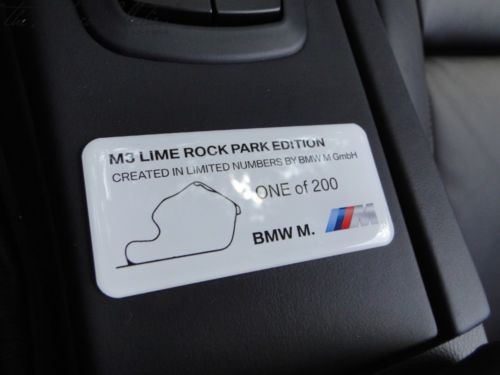 M3 LIME ROCK PARK EDITION
CREATED IN LIMITED NUMBERS BY BMW M GmbH
ONE of 200
BMW M.
M